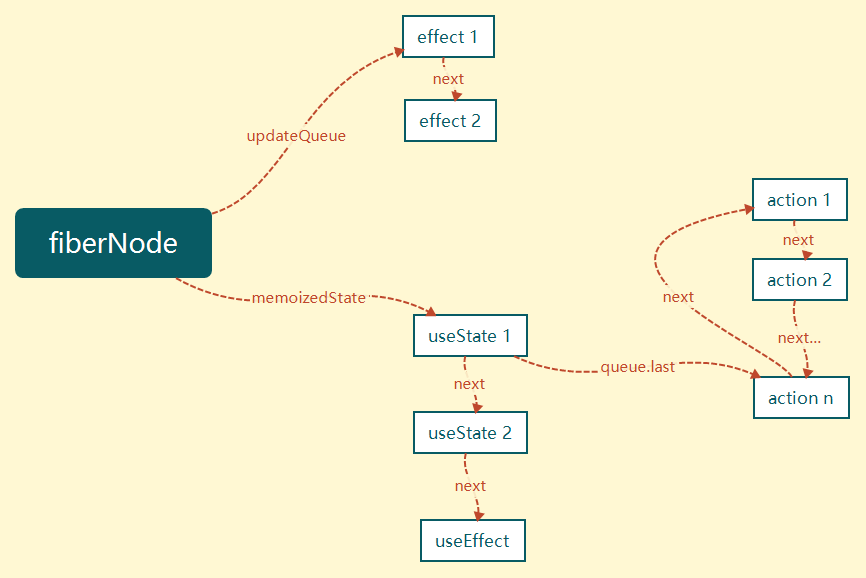 effect 1
next
effect 2
updateQueue
fiberNode
memoizedState
useState 1
next
useState 2
next
useEffect
queue.last
action 1
next
action 2
next
next...
action n